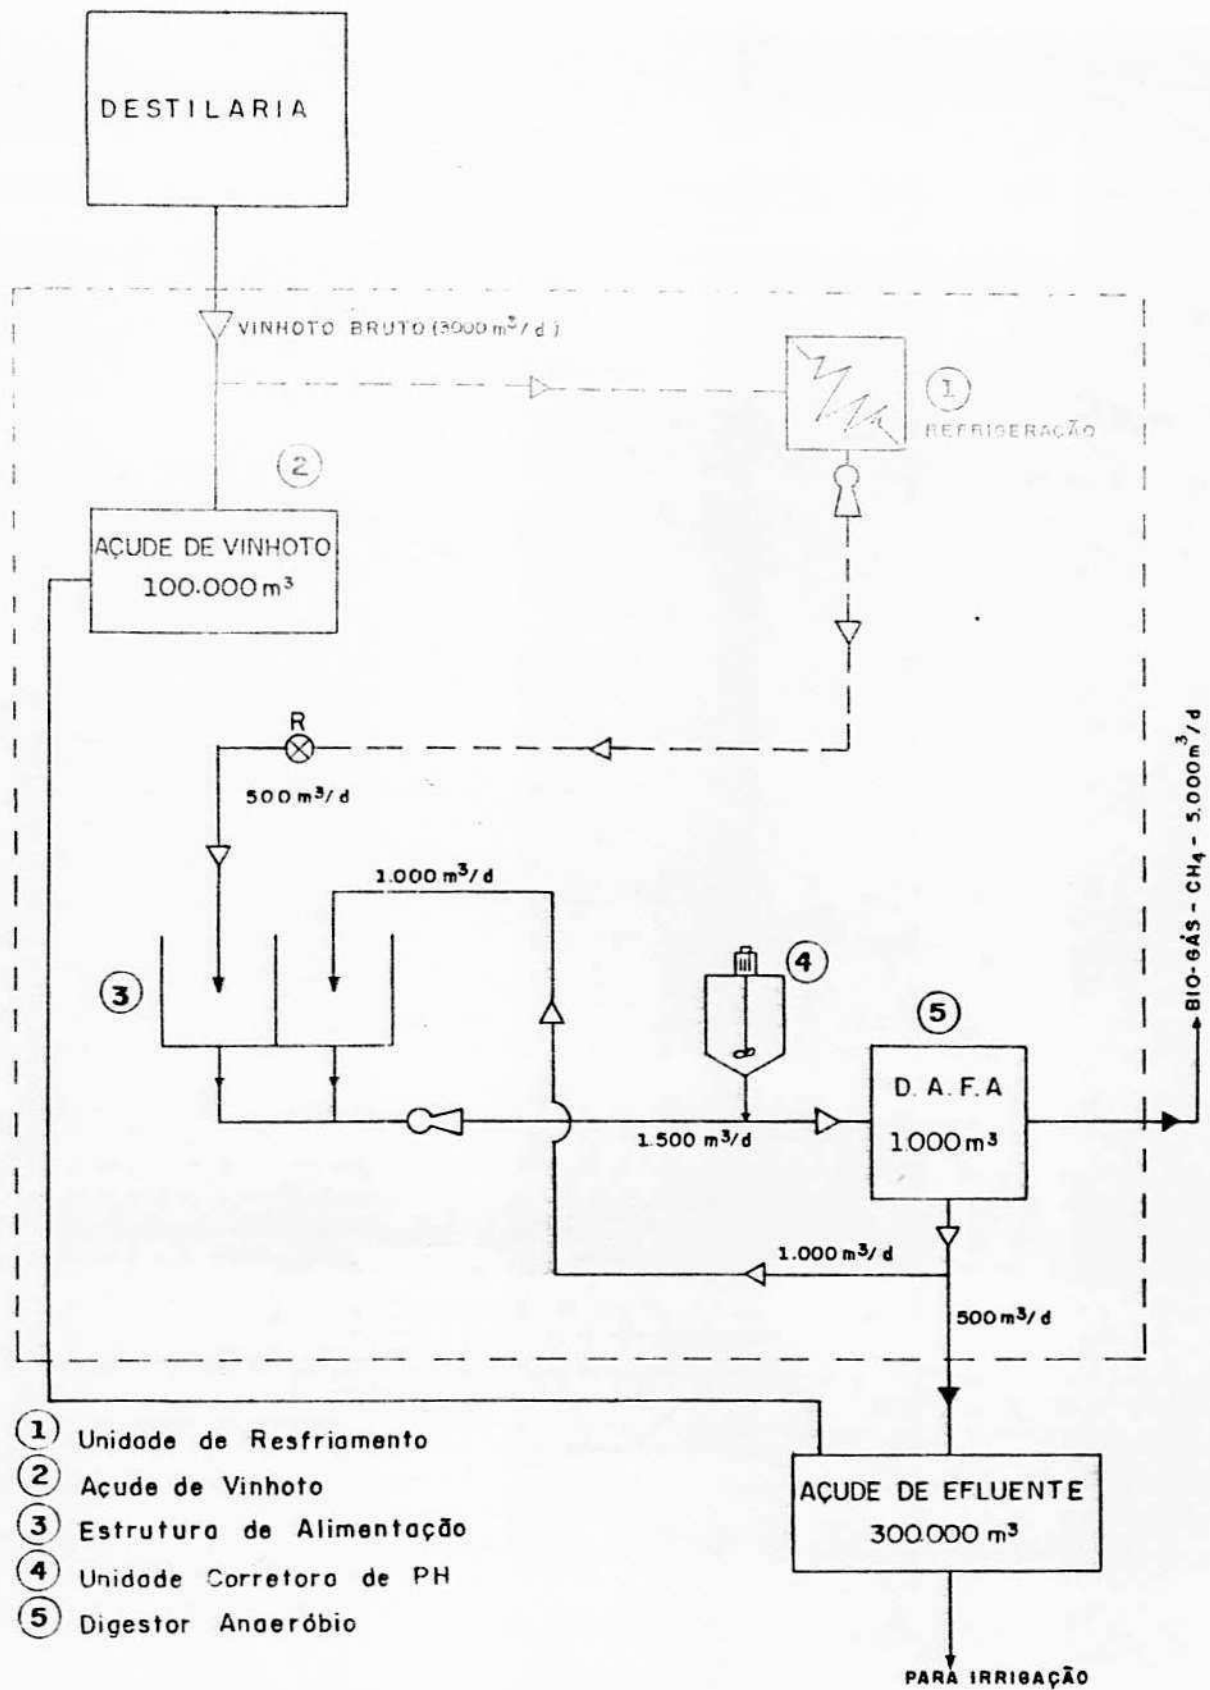 DESTILARIA
VINHOTO BRUTO (3000 m³/d)
1
REFRIGERAÇÃO
2
AÇUDE DE VINHOTO
100.000 m³
R
500 m³/d
1.000 m³/d
3
4
5
D. A. F. A
1.000 m³
1.500 m³/d
BIO-GÁS - CH₄ - 5.000 m³/d
1.000 m³/d
500 m³/d
1 Unidade de Resfriamento
2 Açude de Vinhoto
3 Estrutura de Alimentação
4 Unidade Corretora de PH
5 Digestor Anaeróbio
AÇUDE DE EFLUENTE
300.000 m³
PARA IRRIGAÇÃO